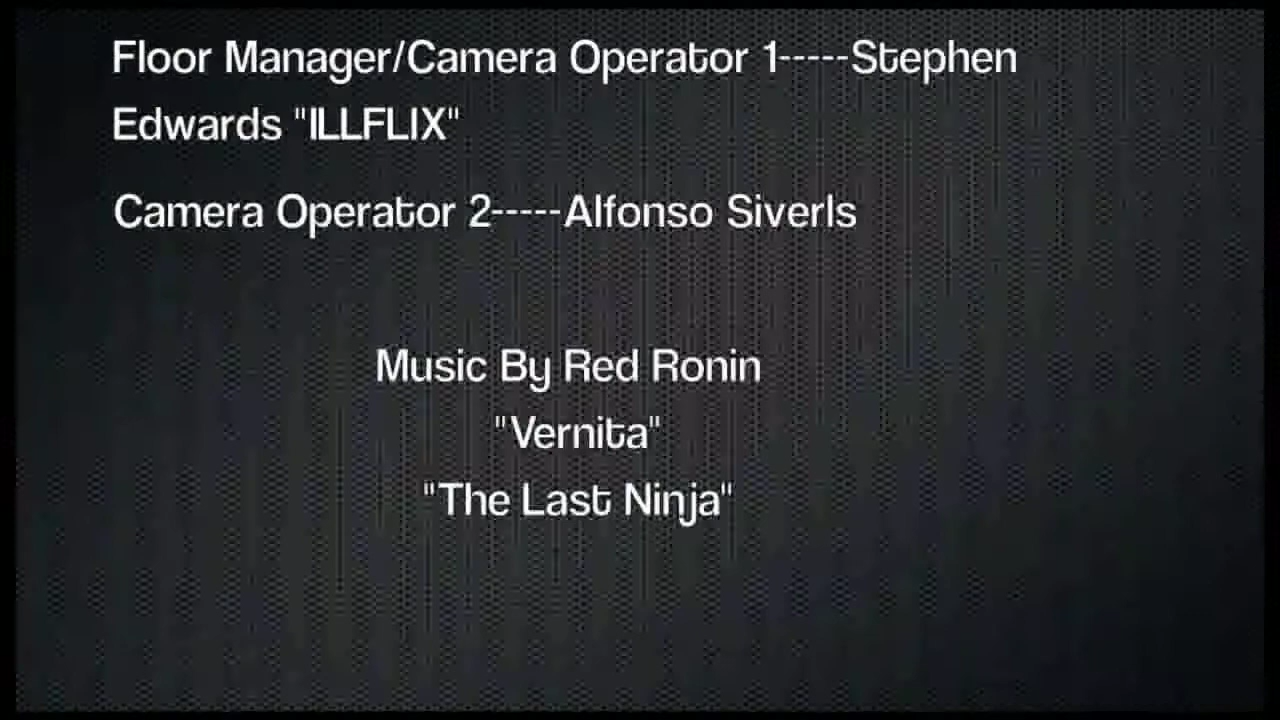 Floor Manager/Camera Operator 1-----Stephen
Edwards "ILLFLIX"
Camera Operator 2-----Alfonso Siverls
Music By Red Ronin
"Vernita"
"The Last Ninja"